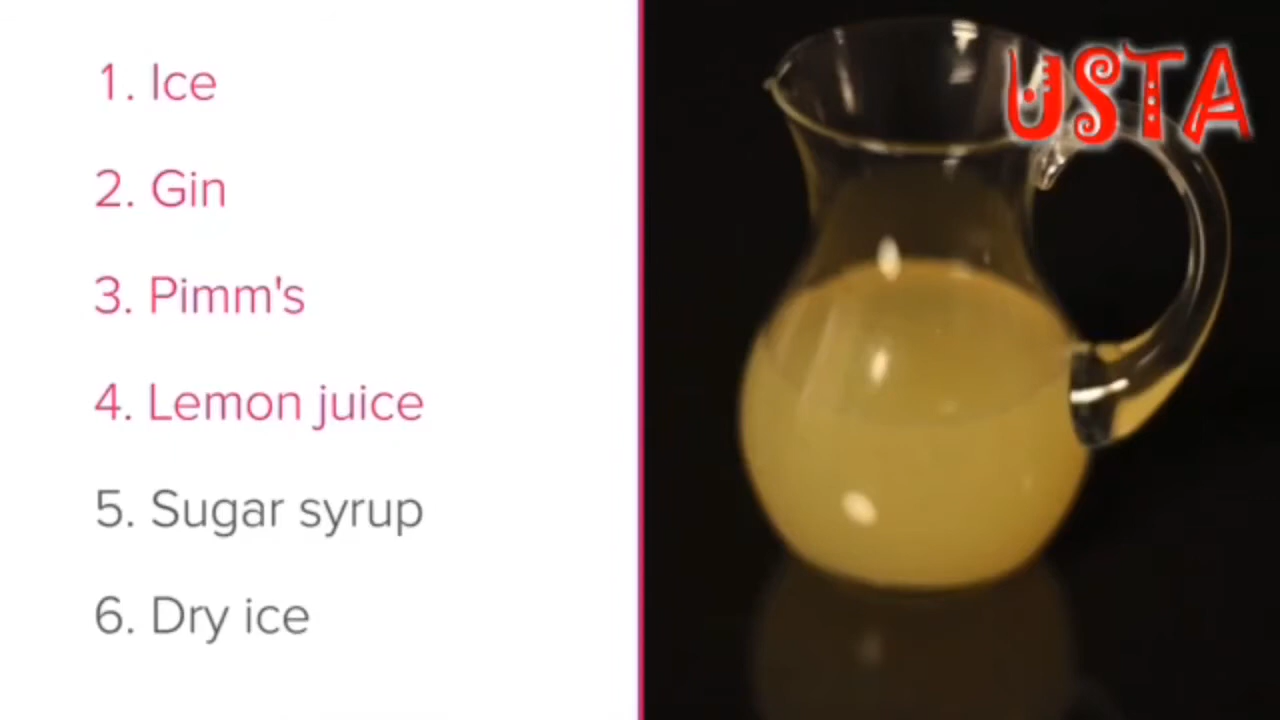 1. Ice
2. Gin
3. Pimm's
4. Lemon juice
5. Sugar syrup
6. Dry ice
USTA